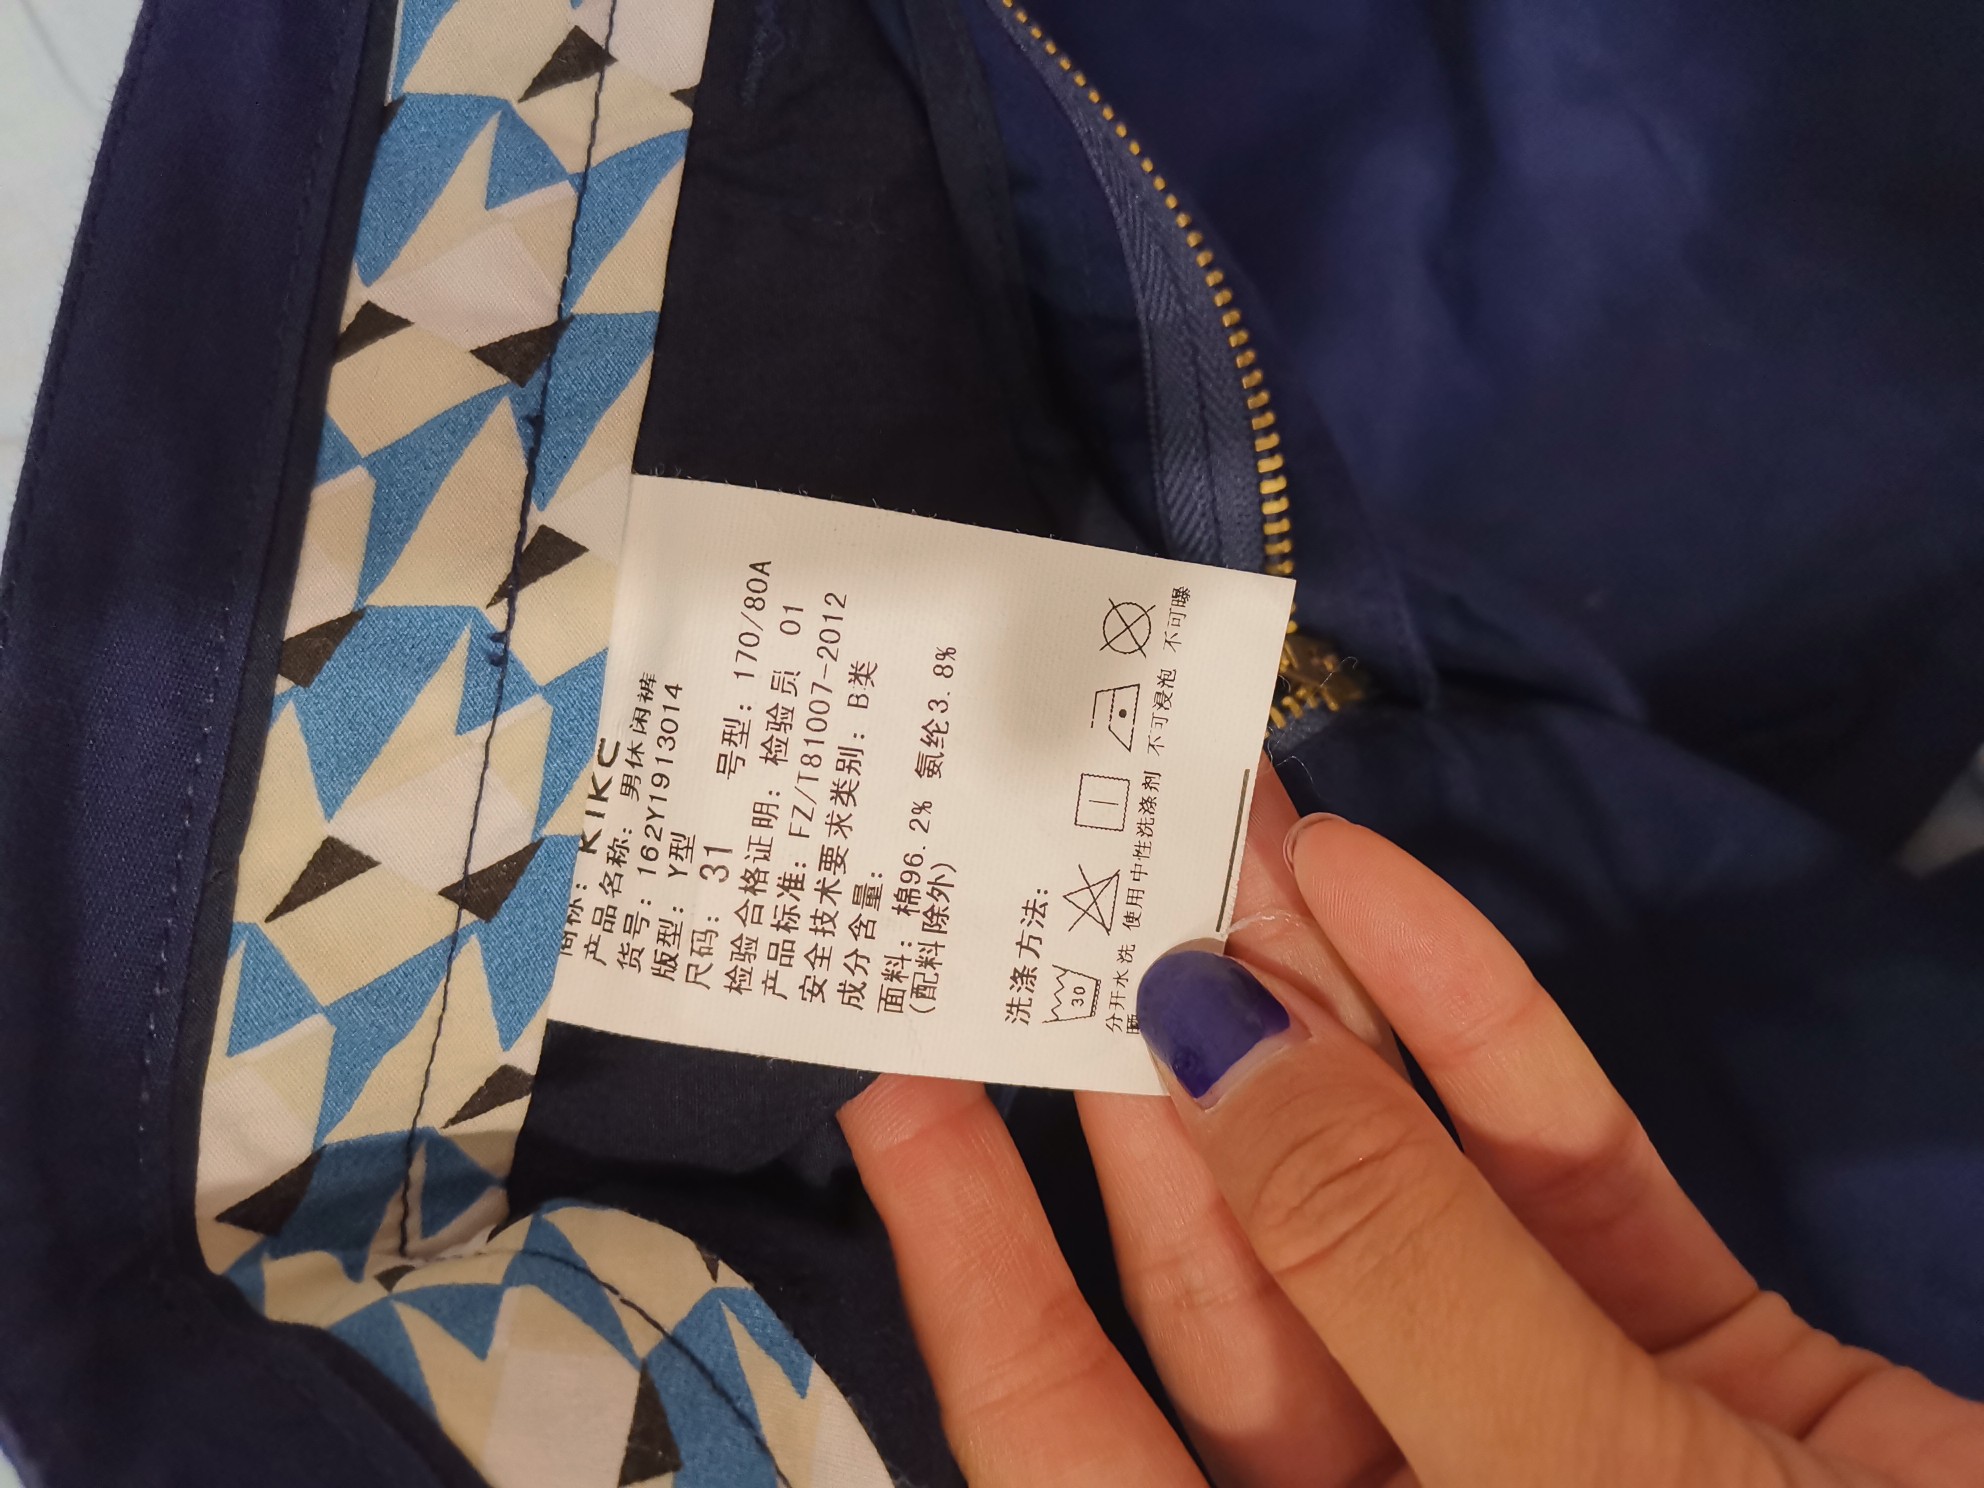 商标: KIKC
产品名称: 男休闲裤
货号: 162Y1913014
版型: Y型
尺码: 31 号型: 170/80A
检验合格证明: 检验员 01
产品标准: FZ/T81007-2012
安全技术要求类别: B类
成分含量:
面料: 棉96.2% 氨纶3.8%
(配料除外)
洗涤方法:
30
分开水洗 使用中性洗涤剂 不可浸泡 不可曝
晒